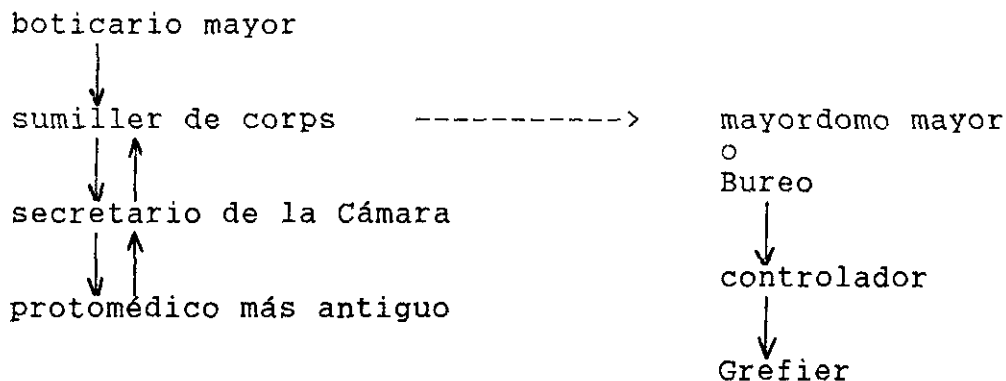 boticario mayor
sumiller de corps ----------->
secretario de la Cámara
protomédico más antiguo
mayordomo mayor
o
Bureo
controlador
Grefier